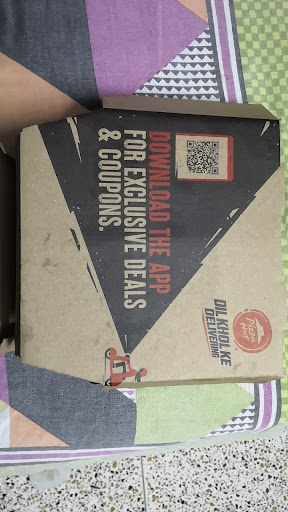 DOWNLOAD THE APP
FOR EXCLUSIVE DEALS
& COUPONS.
Pizza
Hut
DIL KHOLKE
DELIVERING